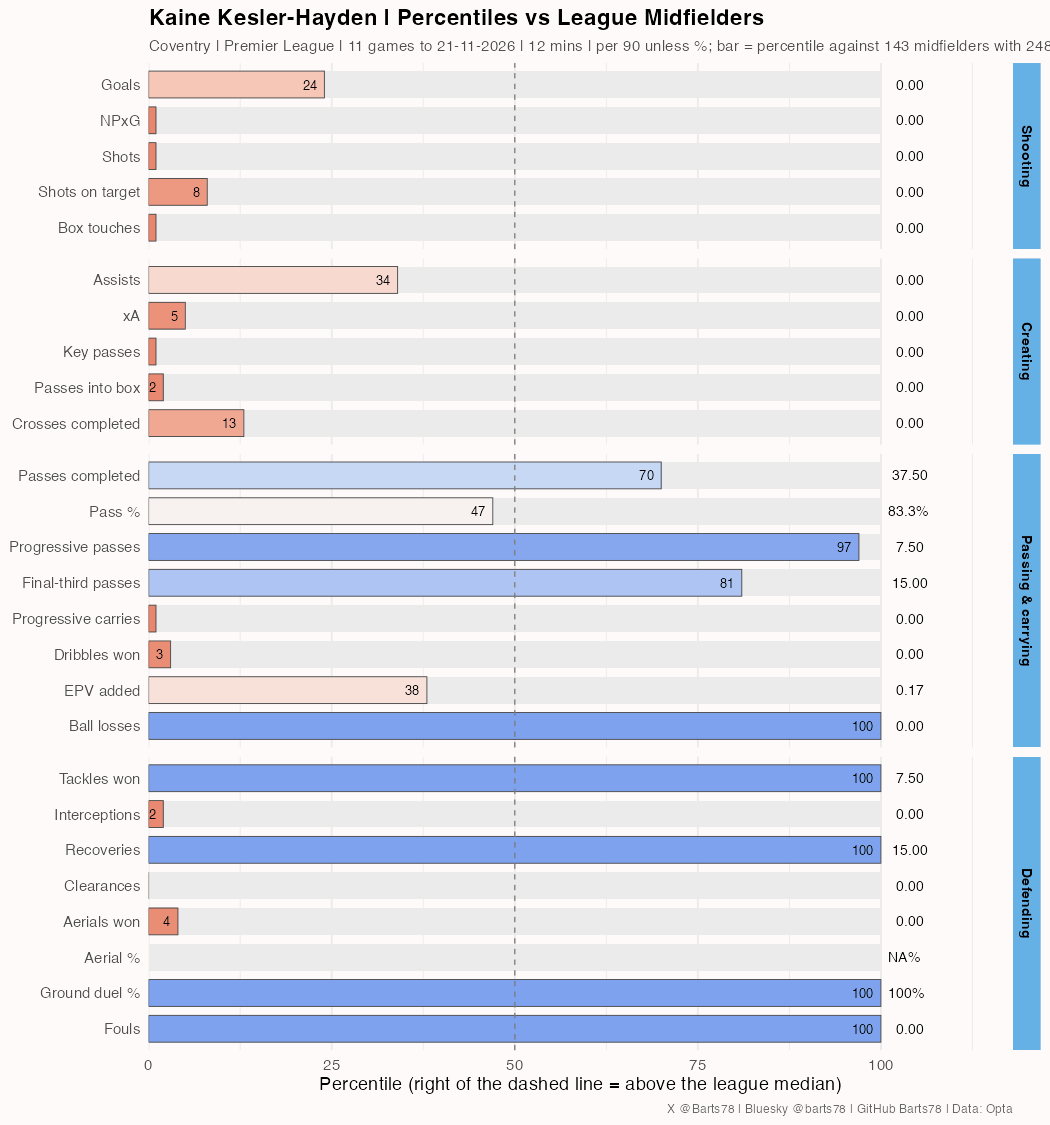 Kaine Kesler-Hayden | Percentiles vs League Midfielders
Coventry | Premier League | 11 games to 21-11-2026 | 12 mins | per 90 unless %; bar = percentile against 143 midfielders with 248
Goals 24 0.00
NPxG 0.00
Shots 0.00
Shots on target 8 0.00
Box touches 0.00
Shooting
Assists 34 0.00
xA 5 0.00
Key passes 0.00
Passes into box 2 0.00
Crosses completed 13 0.00
Creating
Passes completed 70 37.50
Pass % 47 83.3%
Progressive passes 97 7.50
Final-third passes 81 15.00
Progressive carries 0.00
Dribbles won 3 0.00
EPV added 38 0.17
Ball losses 100 0.00
Passing & carrying
Tackles won 100 7.50
Interceptions 2 0.00
Recoveries 100 15.00
Clearances 0.00
Aerials won 4 0.00
Aerial % NA%
Ground duel % 100 100%
Fouls 100 0.00
Defending
0 25 50 75 100
Percentile (right of the dashed line = above the league median)
X @Barts78 | Bluesky @barts78 | GitHub Barts78 | Data: Opta